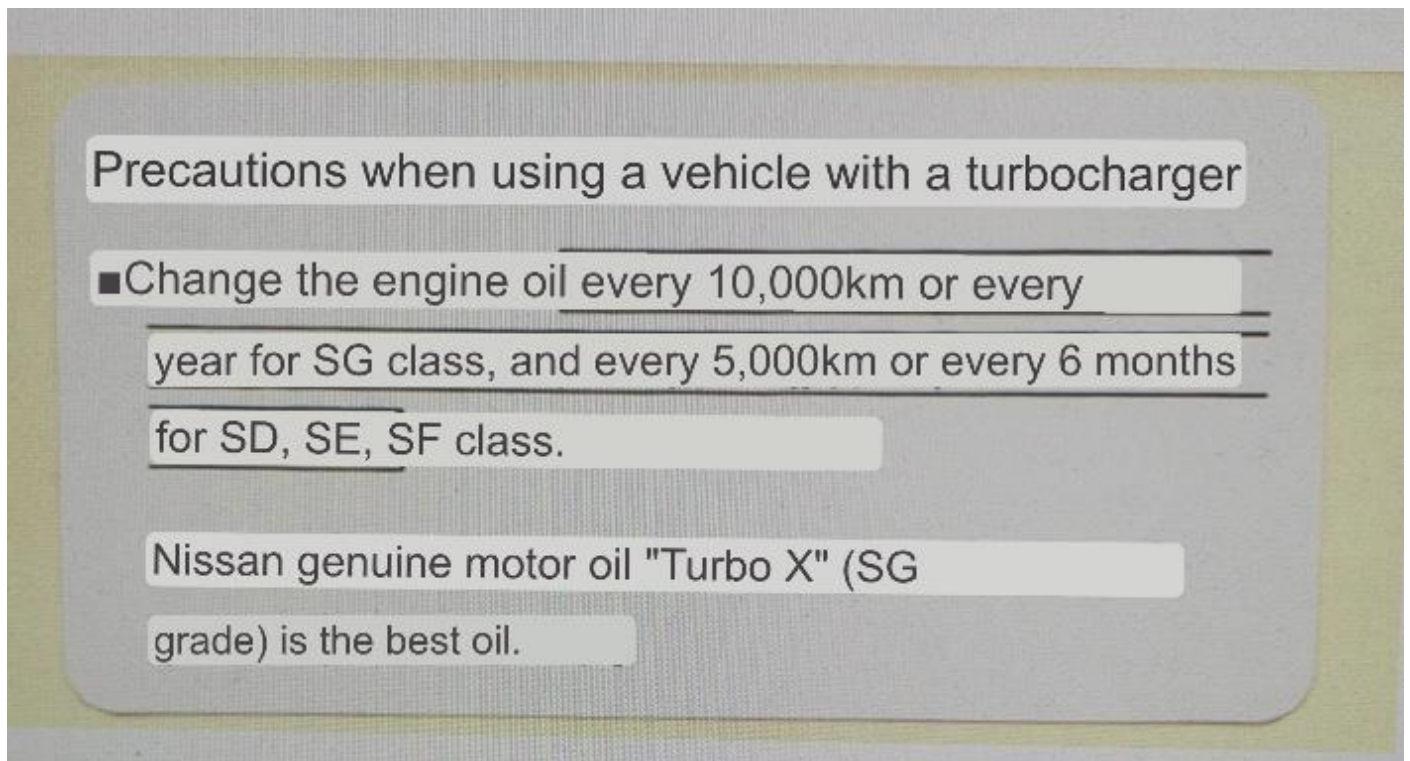 Precautions when using a vehicle with a turbocharger
■Change the engine oil every 10,000km or every
year for SG class, and every 5,000km or every 6 months
for SD, SE, SF class.
Nissan genuine motor oil "Turbo X" (SG
grade) is the best oil.